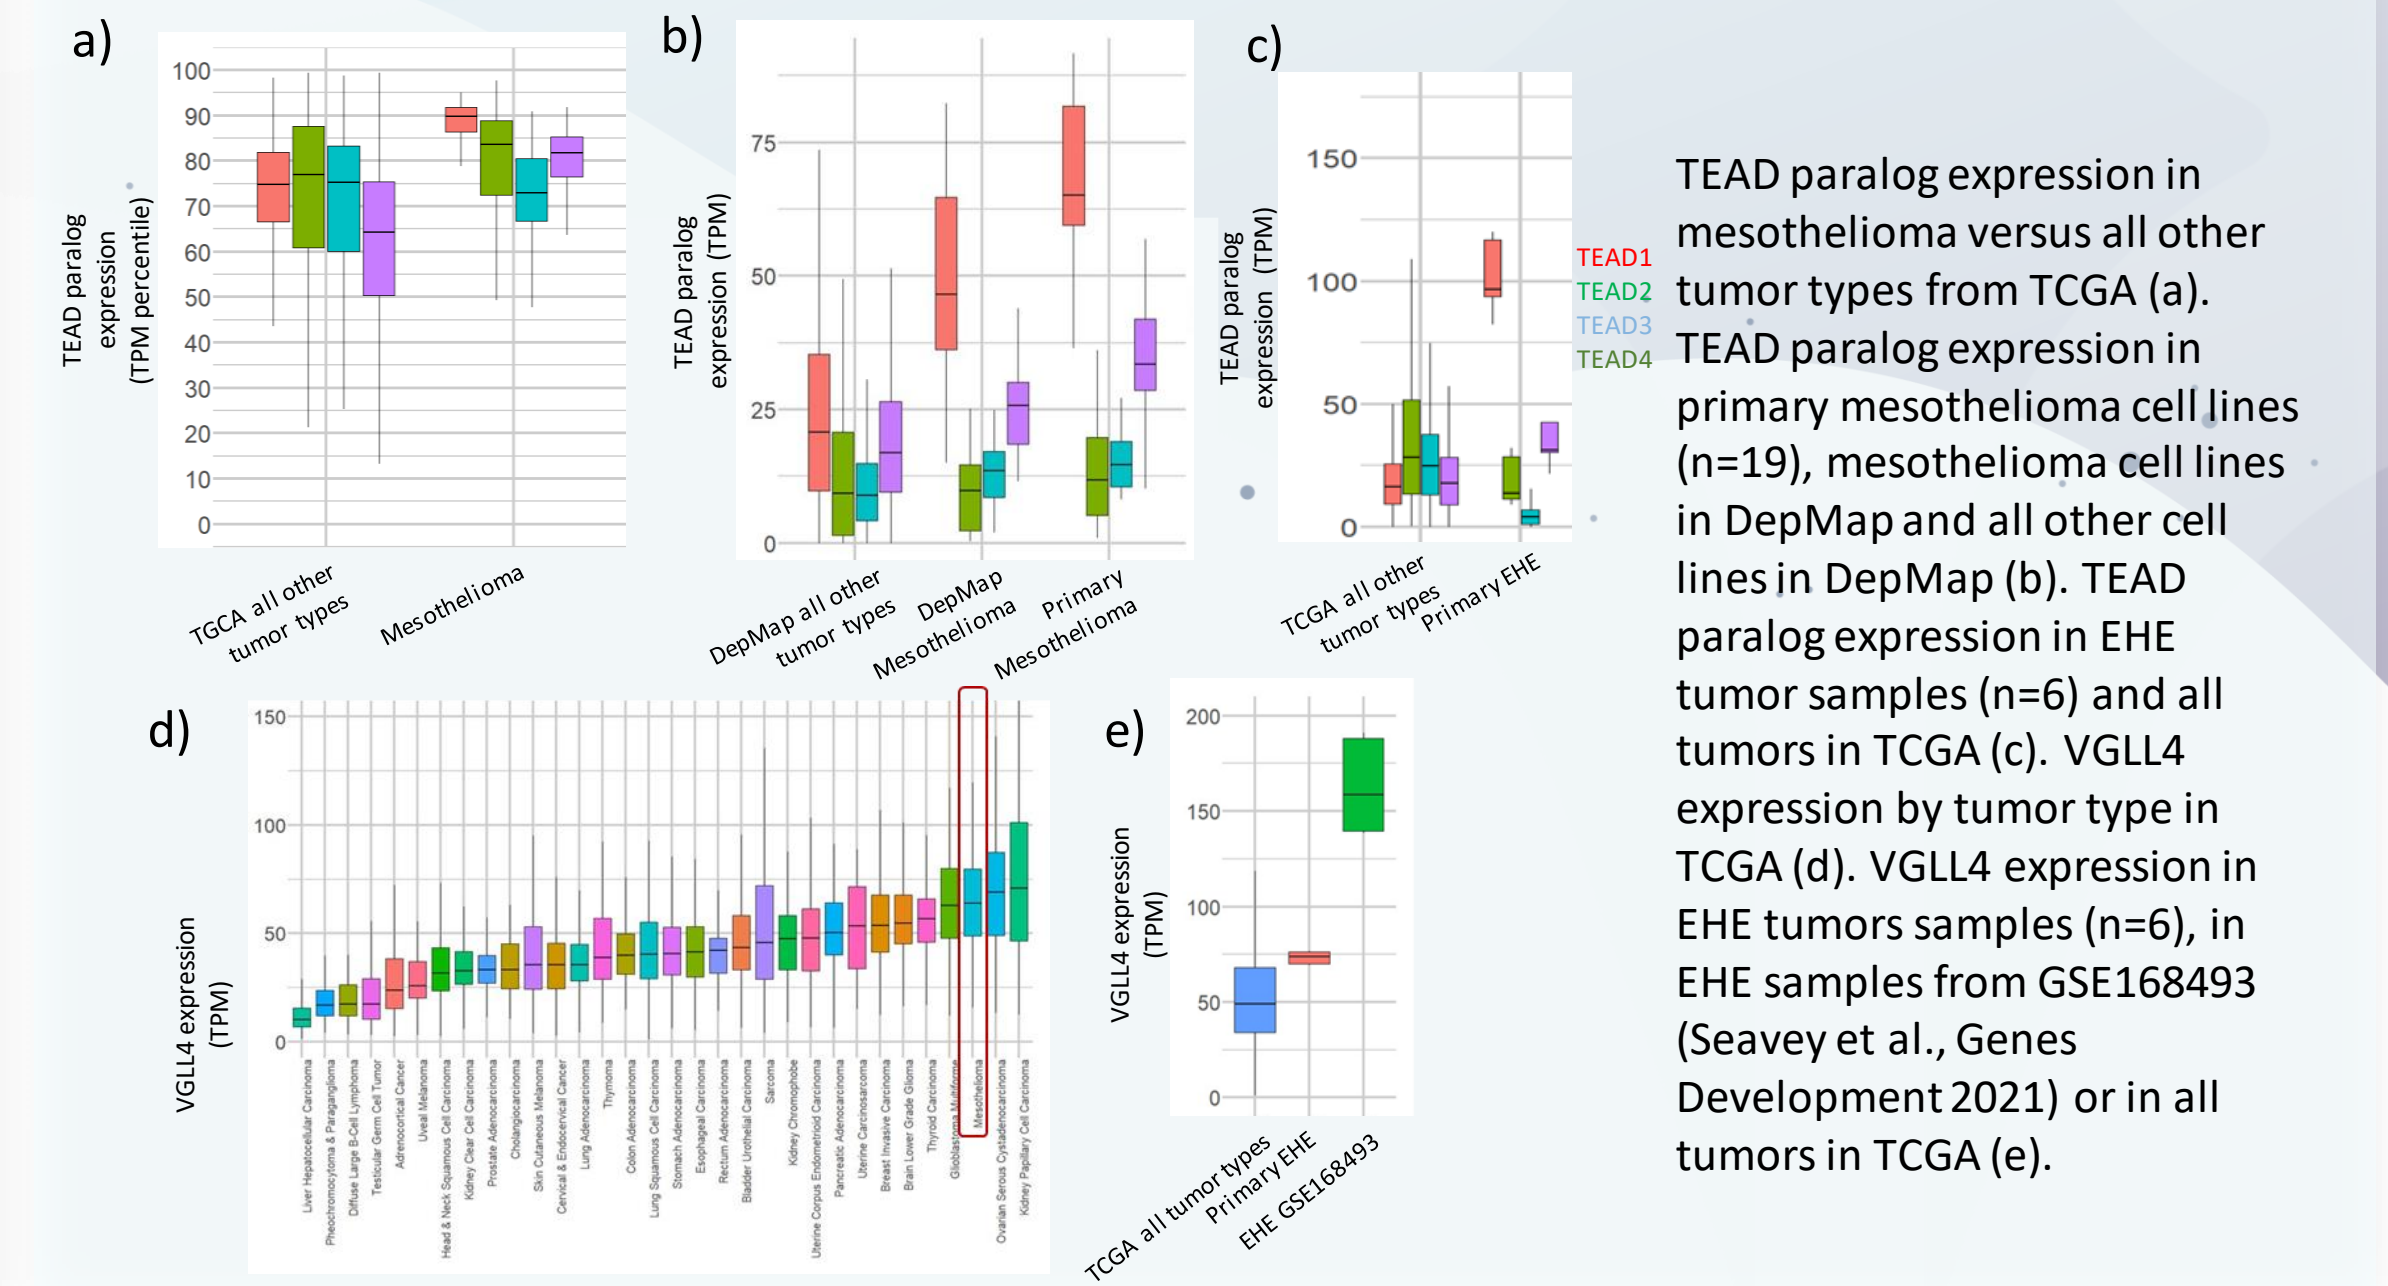 a)
TEAD paralog
expression
(TPM percentile)
100
90
80
70
60
50
40
30
20
10
0
TGCA all other
tumor types
Mesothelioma
b)
TEAD paralog
expression (TPM)
75
50
25
0
DepMap all other
tumor types
DepMap
Mesothelioma
Primary
Mesothelioma
c)
TEAD paralog
expression (TPM)
150
100
50
0
TCGA all other
tumor types
Primary EHE
TEAD1
TEAD2
TEAD3
TEAD4
d)
VGLL4 expression
(TPM)
150
100
50
0
Liver Hepatocellular Carcinoma
Pheochromocytoma & Paraganglioma
Diffuse Large B-Cell Lymphoma
Testicular Germ Cell Tumor
Adrenocortical Cancer
Uveal Melanoma
Head & Neck Squamous Cell Carcinoma
Kidney Clear Cell Carcinoma
Prostate Adenocarcinoma
Cholangiocarcinoma
Skin Cutaneous Melanoma
Cervical & Endocervical Cancer
Lung Adenocarcinoma
Thymoma
Colon Adenocarcinoma
Lung Squamous Cell Carcinoma
Stomach Adenocarcinoma
Esophageal Carcinoma
Rectum Adenocarcinoma
Bladder Urothelial Carcinoma
Sarcoma
Kidney Chromophobe
Uterine Corpus Endometrioid Carcinoma
Pancreatic Adenocarcinoma
Uterine Carcinosarcoma
Breast Invasive Carcinoma
Brain Lower Grade Glioma
Thyroid Carcinoma
Glioblastoma Multiforme
Mesothelioma
Ovarian Serous Cystadenocarcinoma
Kidney Papillary Cell Carcinoma
e)
VGLL4 expression
(TPM)
200
150
100
50
0
TCGA all tumor types
Primary EHE
EHE GSE168493
TEAD paralog expression in
mesothelioma versus all other
tumor types from TCGA (a).
TEAD paralog expression in
primary mesothelioma cell lines
(n=19), mesothelioma cell lines
in DepMap and all other cell
lines in DepMap (b). TEAD
paralog expression in EHE
tumor samples (n=6) and all
tumors in TCGA (c). VGLL4
expression by tumor type in
TCGA (d). VGLL4 expression in
EHE tumors samples (n=6), in
EHE samples from GSE168493
(Seavey et al., Genes
Development 2021) or in all
tumors in TCGA (e).